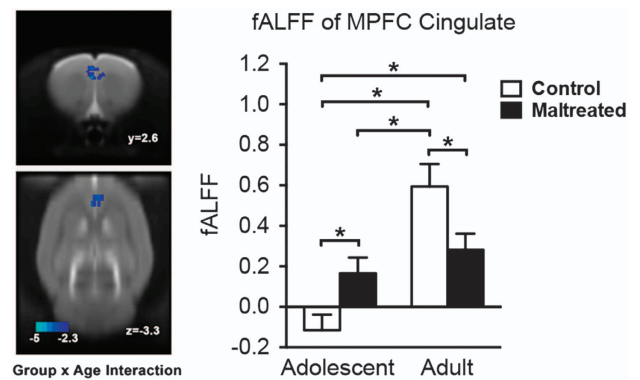 fALFF of MPFC Cingulate
y=2.6
-5 -2.3
z=-3.3
Group x Age Interaction
fALFF
1.2
1.0
0.8
0.6
0.4
0.2
0.0
-0.2
*
*
*
*
*
Adolescent Adult
Control
Maltreated